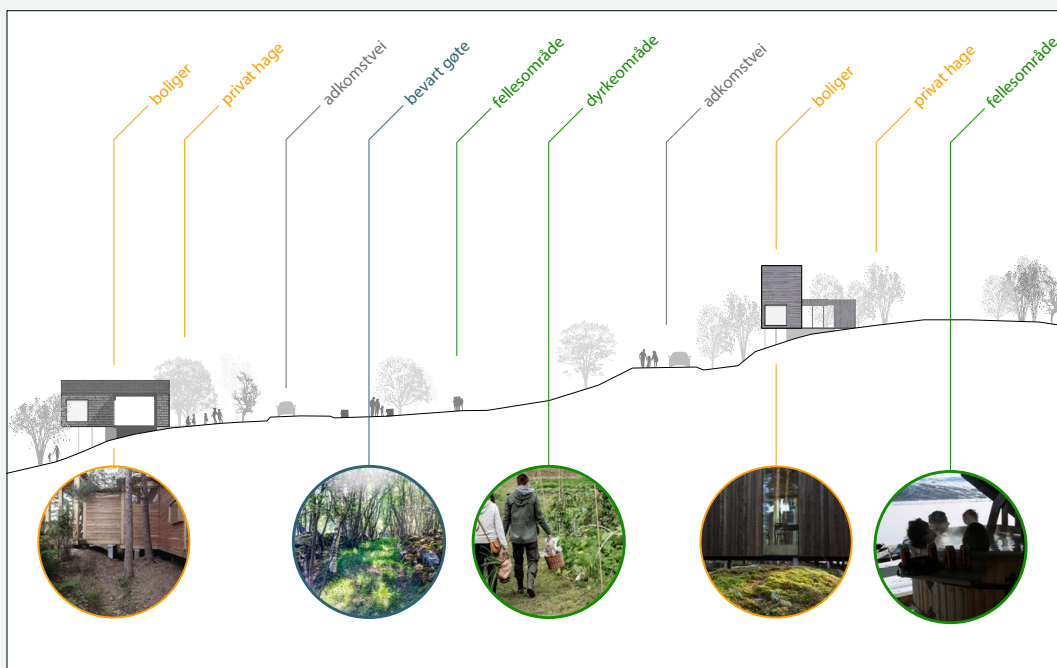 boliger
privat hage
adkomstvei
bevart gøte
fellesområde
dyrkeområde
adkomstvei
boliger
privat hage
fellesområde